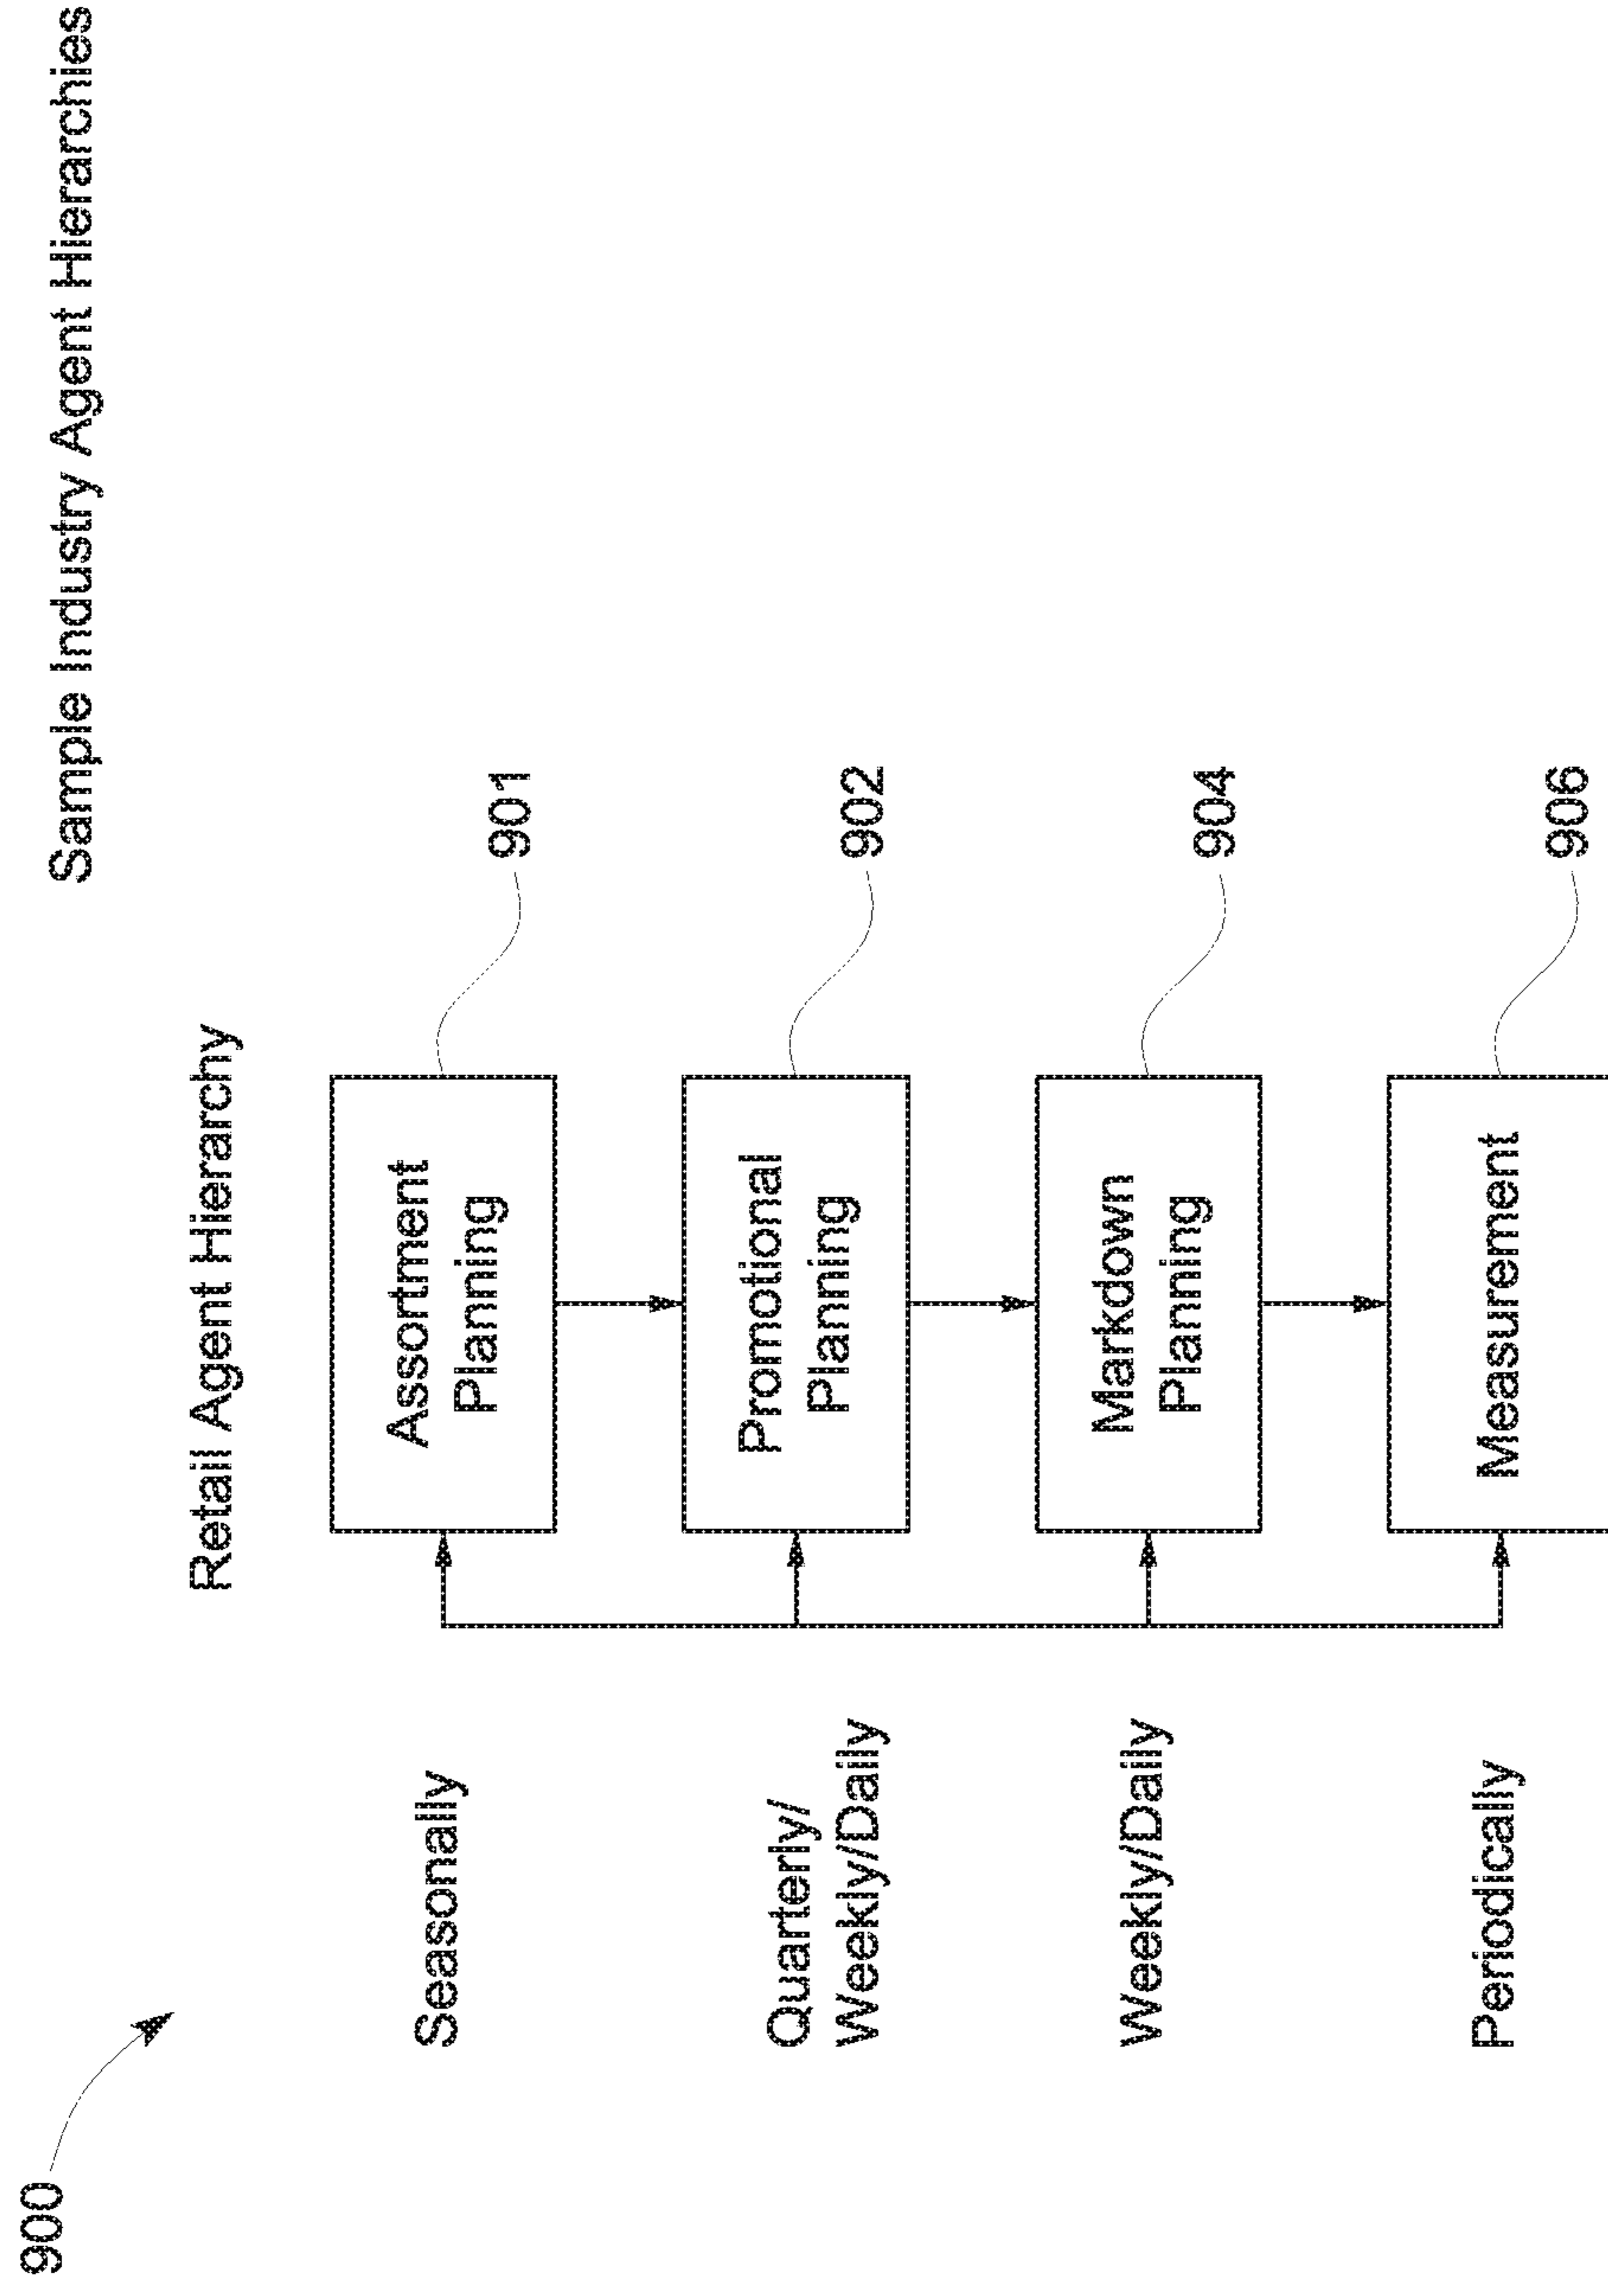 Sample Industry Agent Hierarchies
900
Retail Agent Hierarchy
Seasonally
Assortment
Planning
901
Quarterly/
Weekly/Daily
Promotional
Planning
902
Weekly/Daily
Markdown
Planning
904
Periodically
Measurement
906